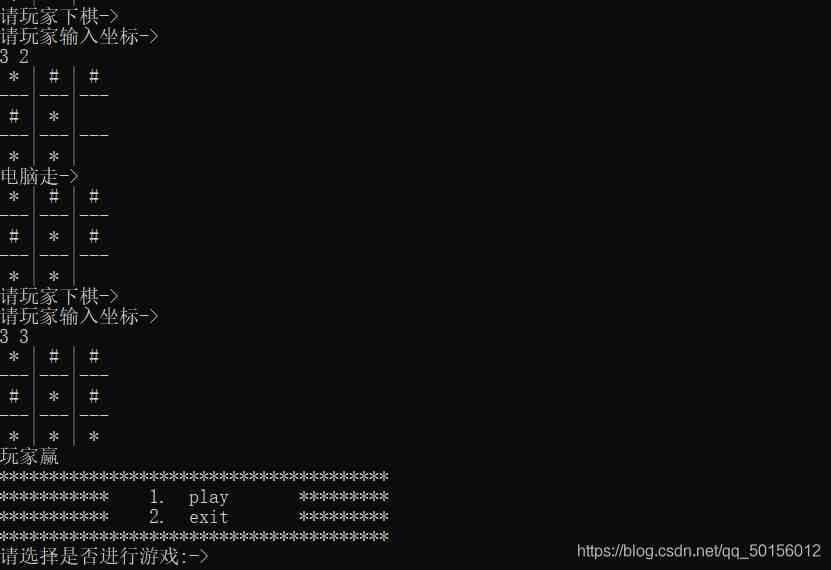 请玩家下棋->
请玩家输入坐标->
3 2
 * | # | #
---|---|---
 # | * |
---|---|---
 * | * |
电脑走->
 * | # | #
---|---|---
 # | * | #
---|---|---
 * | * |
请玩家下棋->
请玩家输入坐标->
3 3
 * | # | #
---|---|---
 # | * | #
---|---|---
 * | * | *
玩家赢
***************************************
***********    1.  play       *********
***********    2.  exit       *********
***************************************
请选择是否进行游戏:->
https://blog.csdn.net/qq_50156012